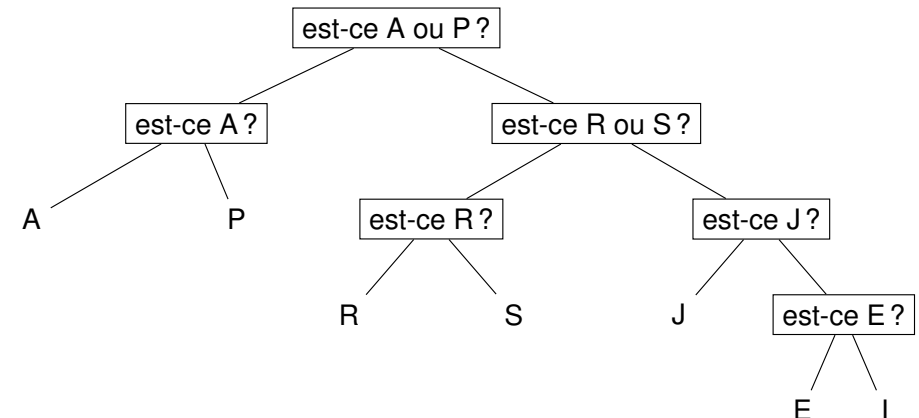 est-ce A ou P ?
est-ce A ?
est-ce R ou S ?
A
P
est-ce R ?
est-ce J ?
R
S
J
est-ce E ?
E